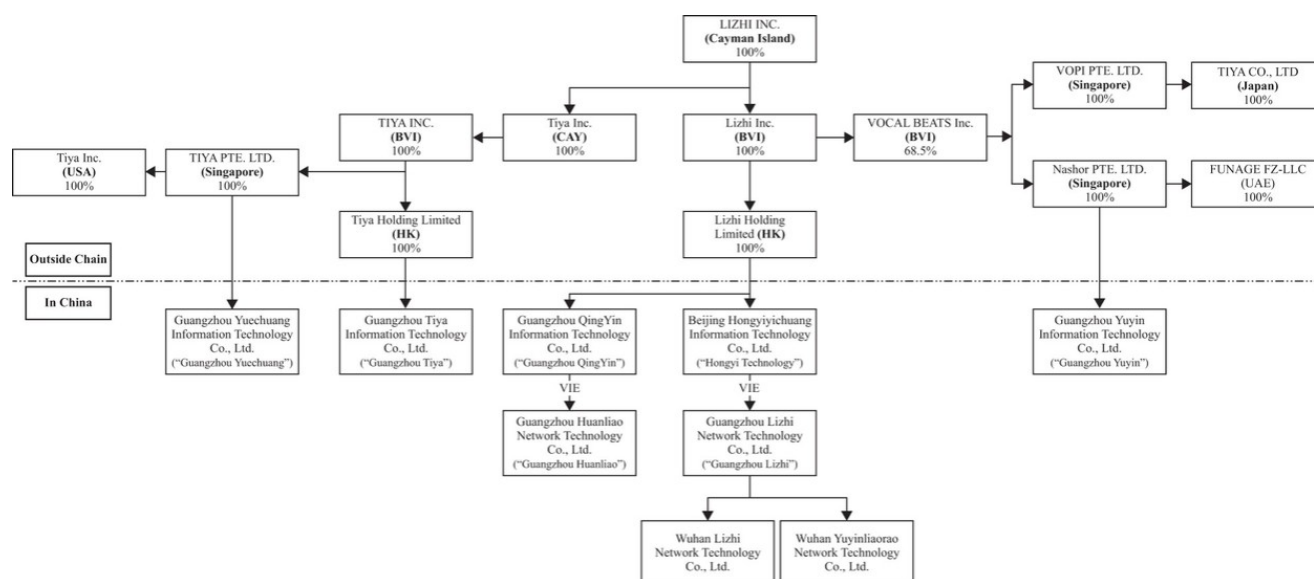 LIZHI INC.
(Cayman Island)
100%
VOPI PTE. LTD.
(Singapore)
100%
TIYA CO., LTD
(Japan)
100%
TIYA INC.
(BVI)
100%
Tiya Inc.
(CAY)
100%
Lizhi Inc.
(BVI)
100%
VOCAL BEATS Inc.
(BVI)
68.5%
Tiya Inc.
(USA)
100%
TIYA PTE. LTD.
(Singapore)
100%
Nashor PTE. LTD.
(Singapore)
100%
FUNAGE FZ-LLC
(UAE)
100%
Tiya Holding Limited
(HK)
100%
Lizhi Holding
Limited (HK)
100%
Outside Chain
In China
Guangzhou Yuechuang
Information Technology
Co., Ltd.
(“Guangzhou Yuechuang”)
Guangzhou Tiya
Information Technology
Co., Ltd.
(“Guangzhou Tiya”)
Guangzhou QingYin
Information Technology
Co., Ltd.
(“Guangzhou QingYin”)
Beijing Hongyiyichuang
Information Technology
Co., Ltd.
(“Hongyi Technology”)
Guangzhou Yuyin
Information Technology
Co., Ltd.
(“Guangzhou Yuyin”)
VIE
VIE
Guangzhou Huanliao
Network Technology
Co., Ltd.
(“Guangzhou Huanliao”)
Guangzhou Lizhi
Network Technology
Co., Ltd.
(“Guangzhou Lizhi”)
Wuhan Lizhi
Network Technology
Co., Ltd.
Wuhan Yuyinliaorao
Network Technology
Co., Ltd.